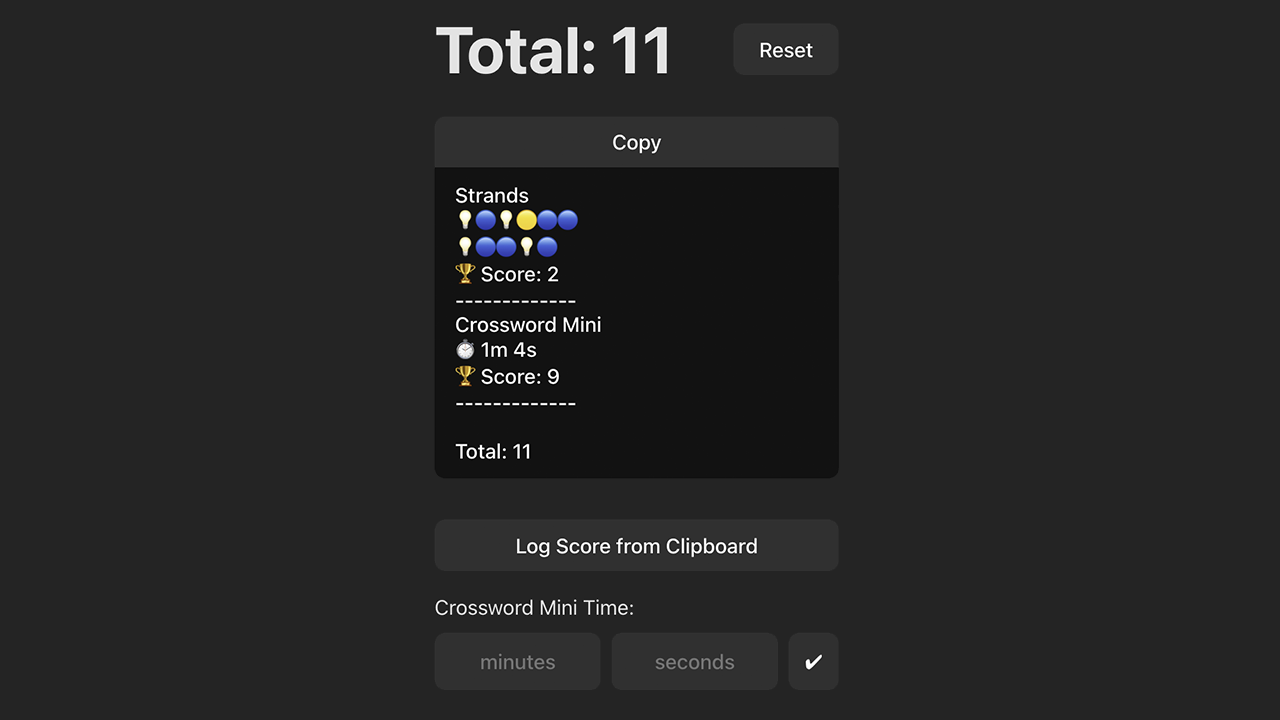 Total: 11
Reset
Copy
Strands
💡🔵💡🟡🔵🔵
💡🔵🔵💡🔵
🏆 Score: 2
-------------
Crossword Mini
⏱️ 1m 4s
🏆 Score: 9
-------------
Total: 11
Log Score from Clipboard
Crossword Mini Time:
minutes
seconds
✔